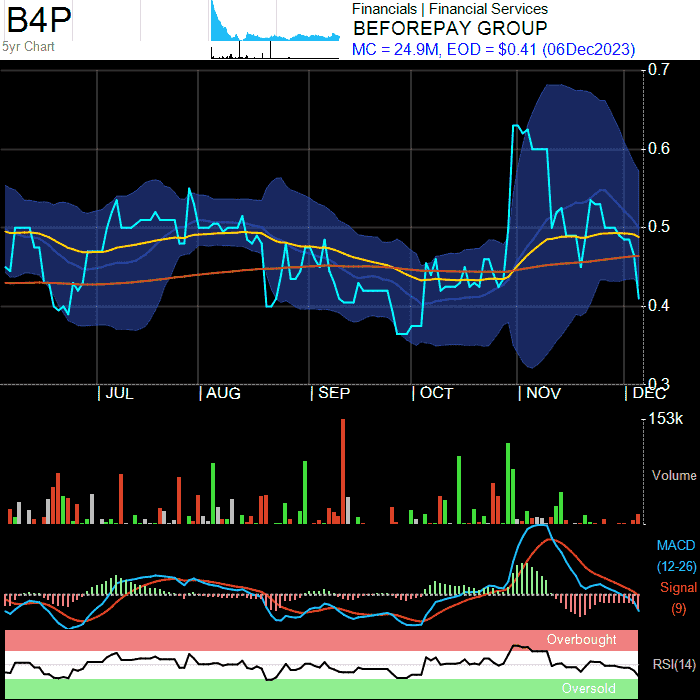 B4P
5yr Chart
Financials | Financial Services
BEFOREPAY GROUP
MC = 24.9M, EOD = $0.41 (06Dec2023)
0.7
0.6
0.5
0.4
0.3
| JUL | AUG | SEP | OCT | NOV | DEC
153k
Volume
MACD
(12-26)
Signal
(9)
Overbought
RSI(14)
Oversold